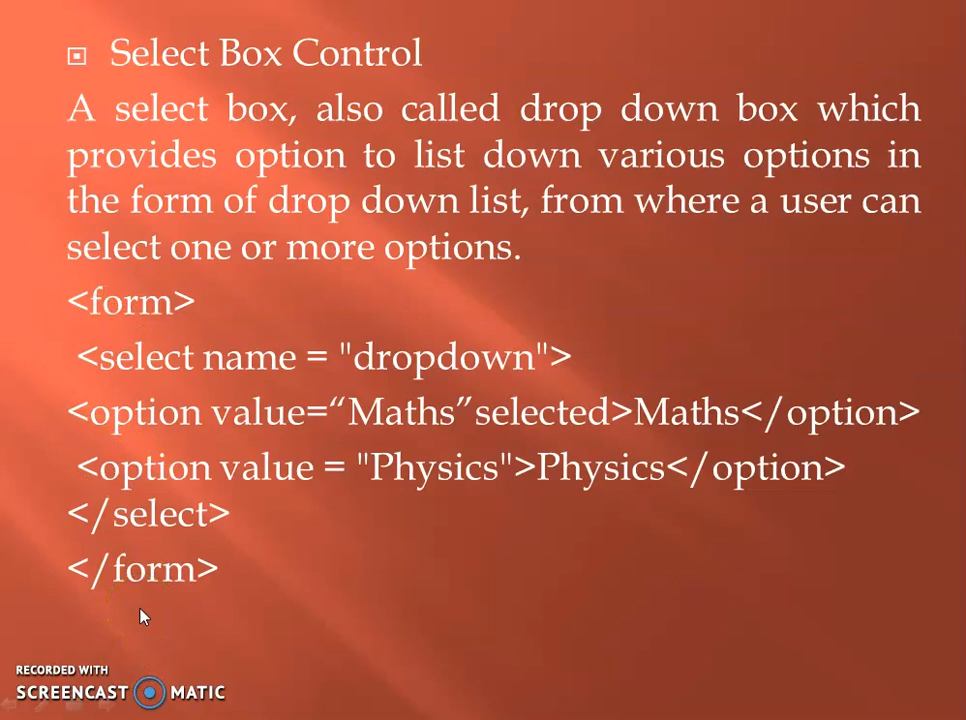 Select Box Control
A select box, also called drop down box which
provides option to list down various options in
the form of drop down list, from where a user can
select one or more options.
<form>
<select name = "dropdown">
<option value=“Maths”selected>Maths</option>
<option value = "Physics">Physics</option>
</select>
</form>
RECORDED WITH
SCREENCAST MATIC